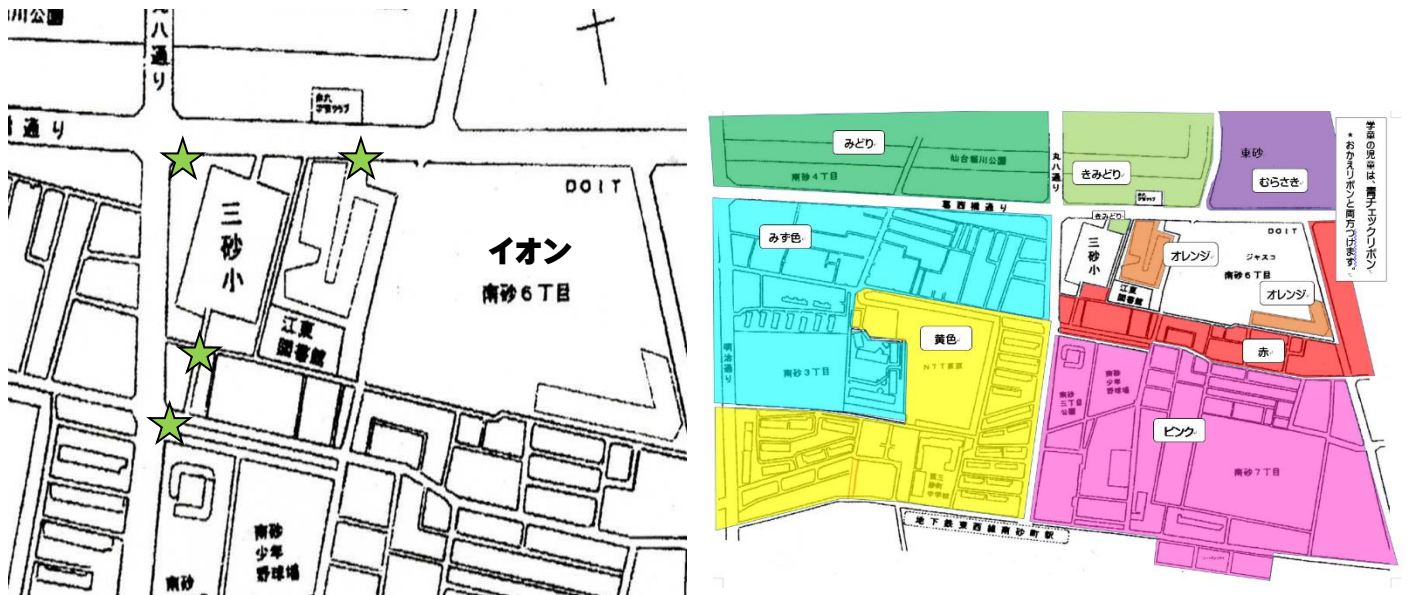 川公園
丸八通り
通り
三砂小
DOIT
イオン
南砂６丁目
江東
図書館
南砂
少年
野球場
南砂
学童の児童は、青チェックリボン
＊おかえリボンと両方つけます。
みどり
南砂４丁目
仙台堀川公園
丸八通り
きみどり
東砂
むらさき
葛西橋通り
みず色
きみどり
三砂小
オレンジ
DOIT
ジャスコ
南砂６丁目
江東
図書館
オレンジ
赤
黄色
明治通り
南砂３丁目
南砂
三丁目
公園
南砂
少年
野球場
ピンク
南砂７丁目
第三
砂町
中学校
地下鉄東西線南砂町駅